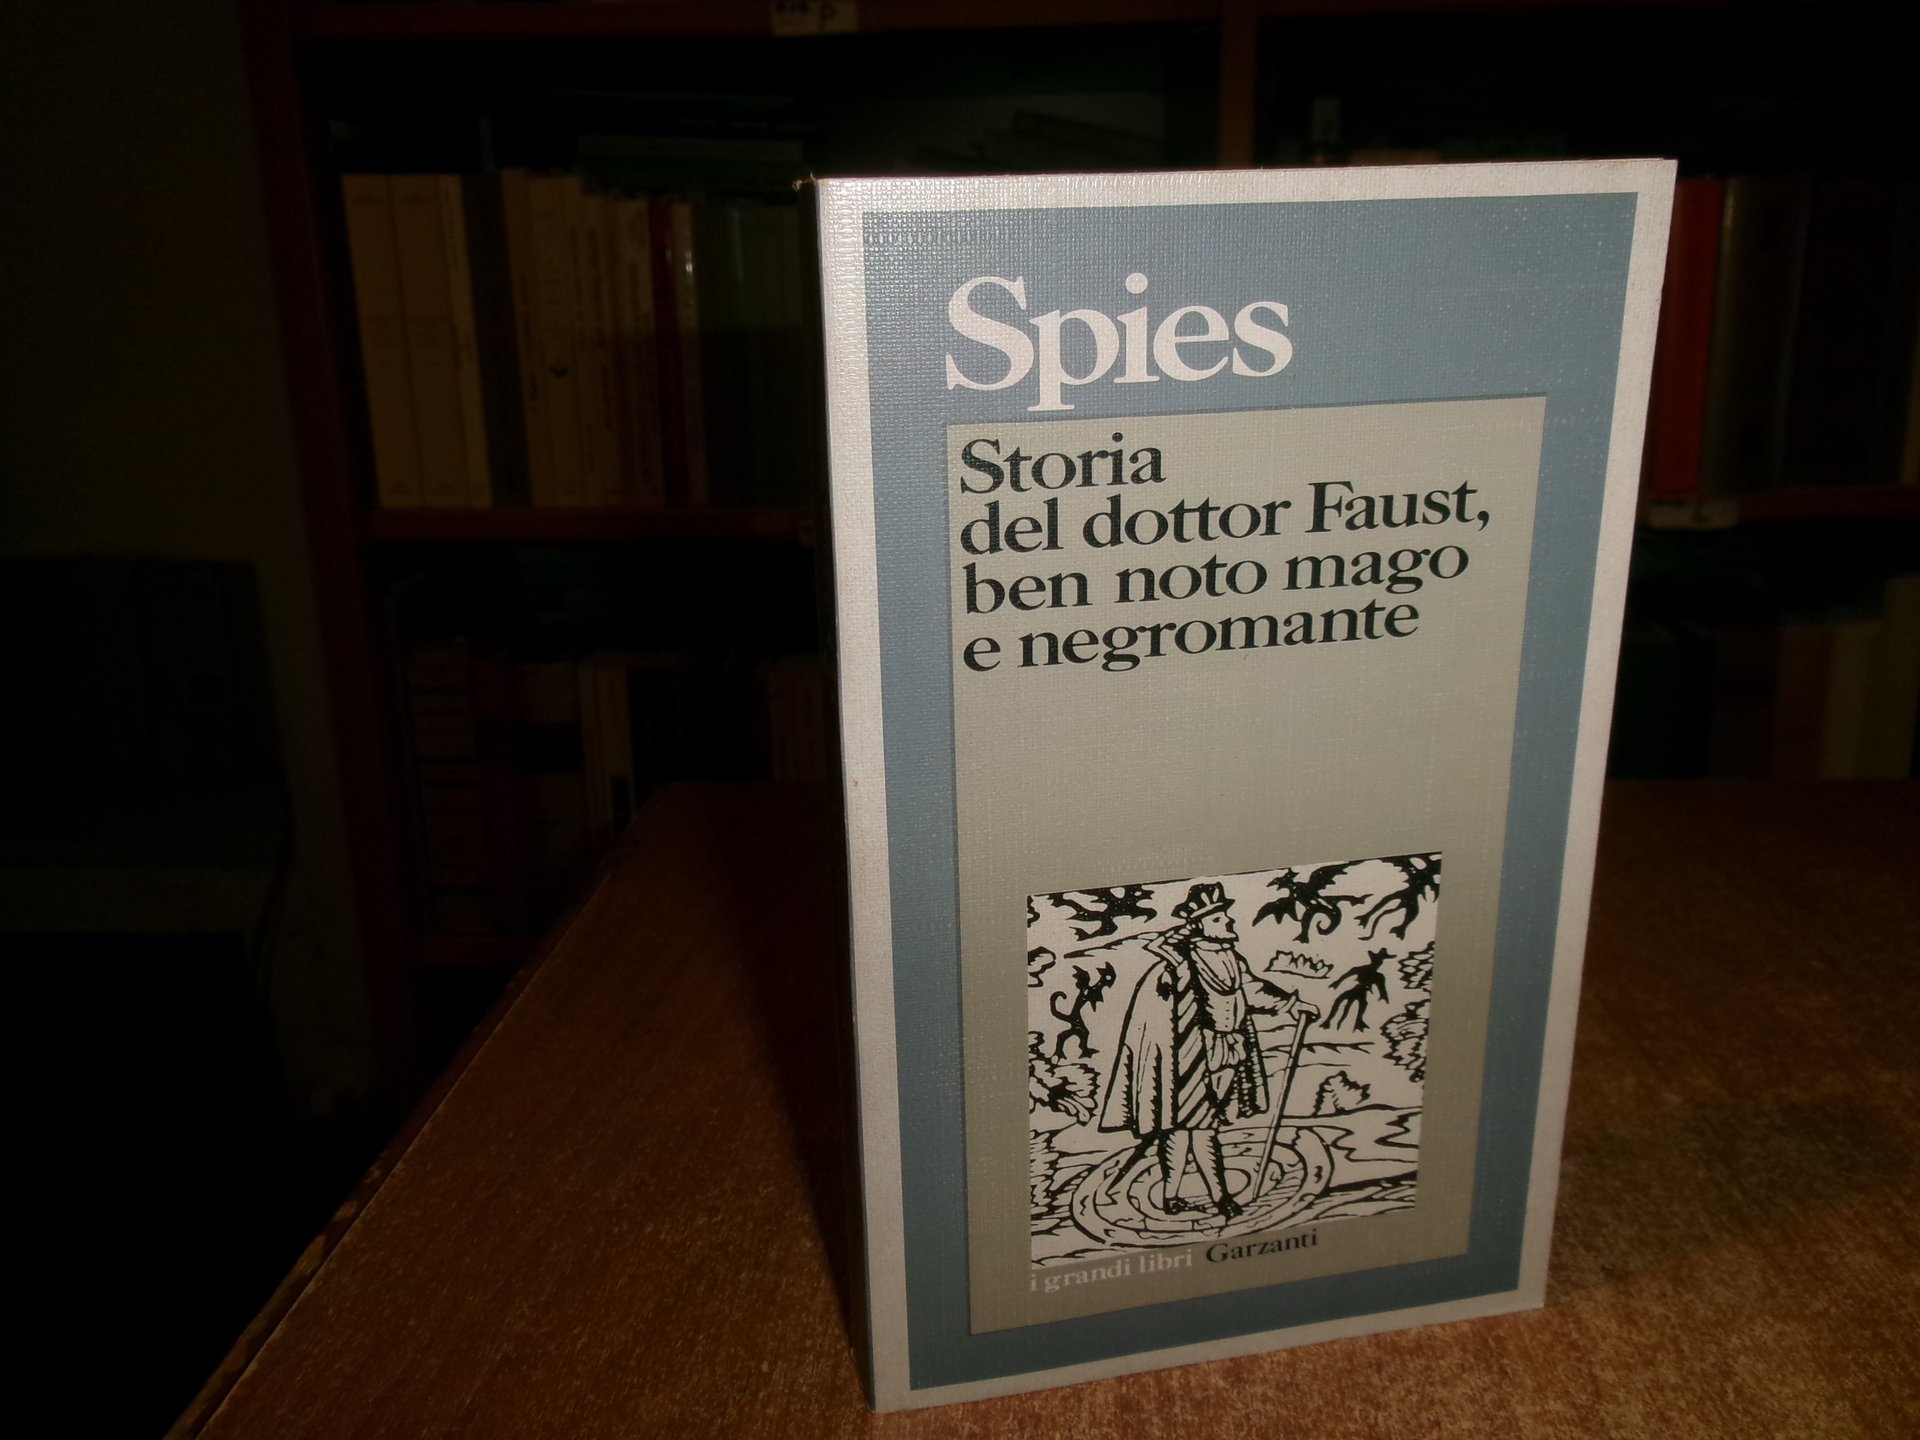 Spies
Storia
del dottor Faust,
ben noto mago
e negromante
i grandi libri Garzanti